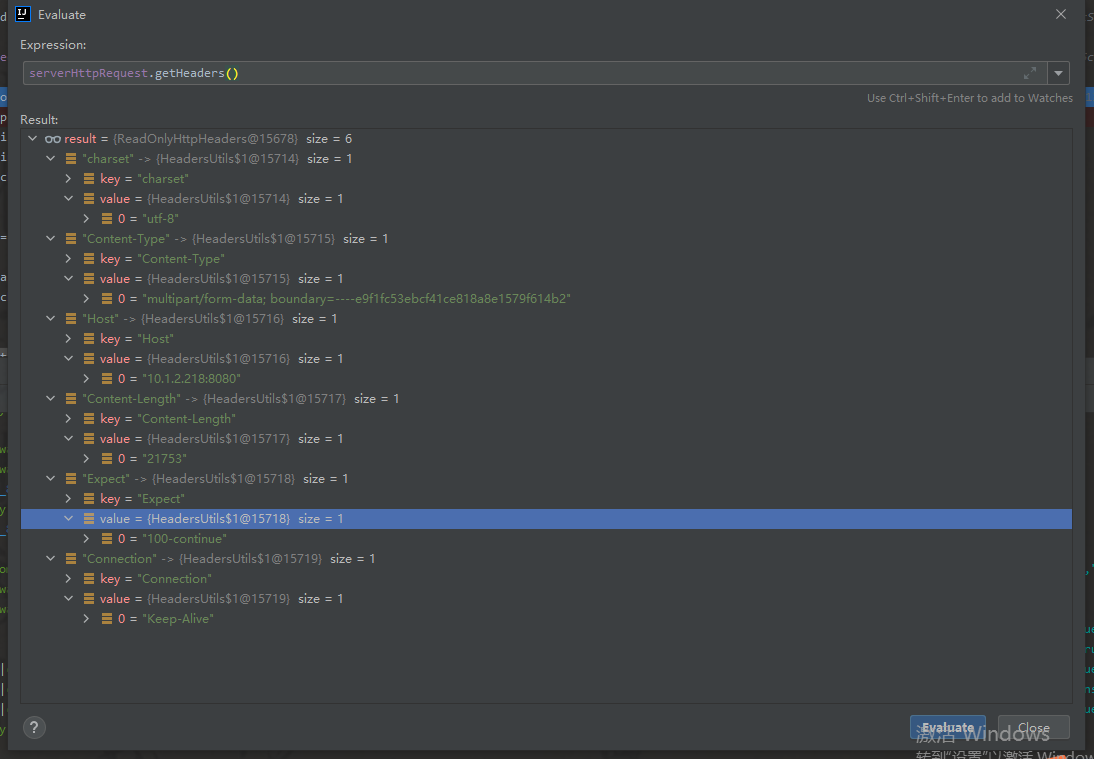 Evaluate
Expression:
serverHttpRequest.getHeaders()
Use Ctrl+Shift+Enter to add to Watches
Result:
result = {ReadOnlyHttpHeaders@15678} size = 6
"charset" -> {HeadersUtils$1@15714} size = 1
key = "charset"
value = {HeadersUtils$1@15714} size = 1
0 = "utf-8"
"Content-Type" -> {HeadersUtils$1@15715} size = 1
key = "Content-Type"
value = {HeadersUtils$1@15715} size = 1
0 = "multipart/form-data; boundary=----e9f1fc53ebcf41ce818a8e1579f614b2"
"Host" -> {HeadersUtils$1@15716} size = 1
key = "Host"
value = {HeadersUtils$1@15716} size = 1
0 = "10.1.2.218:8080"
"Content-Length" -> {HeadersUtils$1@15717} size = 1
key = "Content-Length"
value = {HeadersUtils$1@15717} size = 1
0 = "21753"
"Expect" -> {HeadersUtils$1@15718} size = 1
key = "Expect"
value = {HeadersUtils$1@15718} size = 1
0 = "100-continue"
"Connection" -> {HeadersUtils$1@15719} size = 1
key = "Connection"
value = {HeadersUtils$1@15719} size = 1
0 = "Keep-Alive"
? Evaluate Close
激活 Windows
转到"设置"以激活 Window